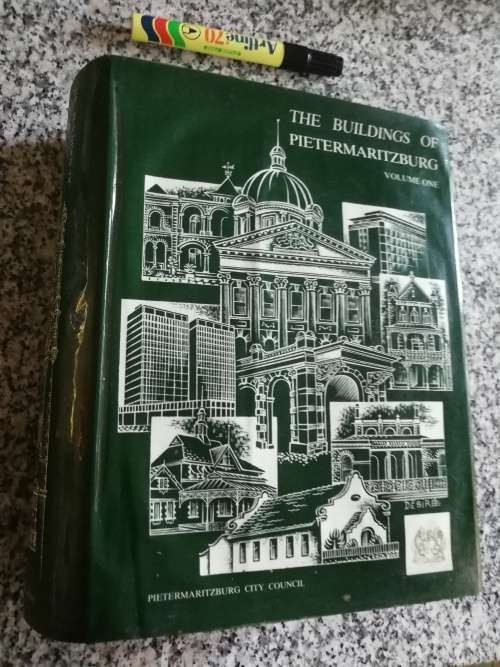 Artline 70
THE BUILDINGS OF
PIETERMARITZBURG
VOLUME ONE
PIETERMARITZBURG CITY COUNCIL